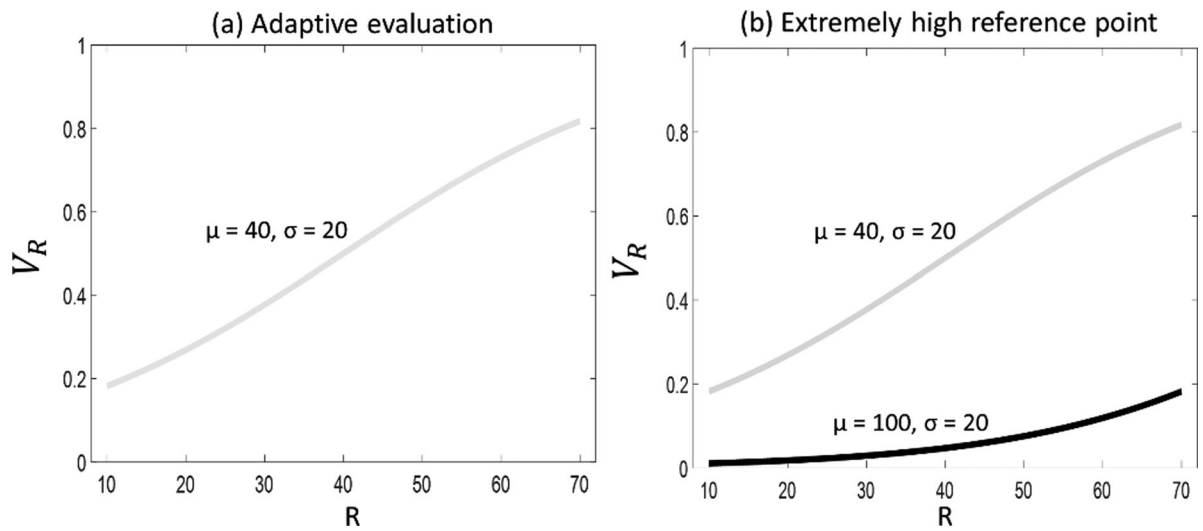 (a) Adaptive evaluation
1
0.8
0.6
0.4
0.2
0
V_R
μ = 40, σ = 20
10 20 30 40 50 60 70
R
(b) Extremely high reference point
1
0.8
0.6
0.4
0.2
0
V_R
μ = 40, σ = 20
μ = 100, σ = 20
10 20 30 40 50 60 70
R